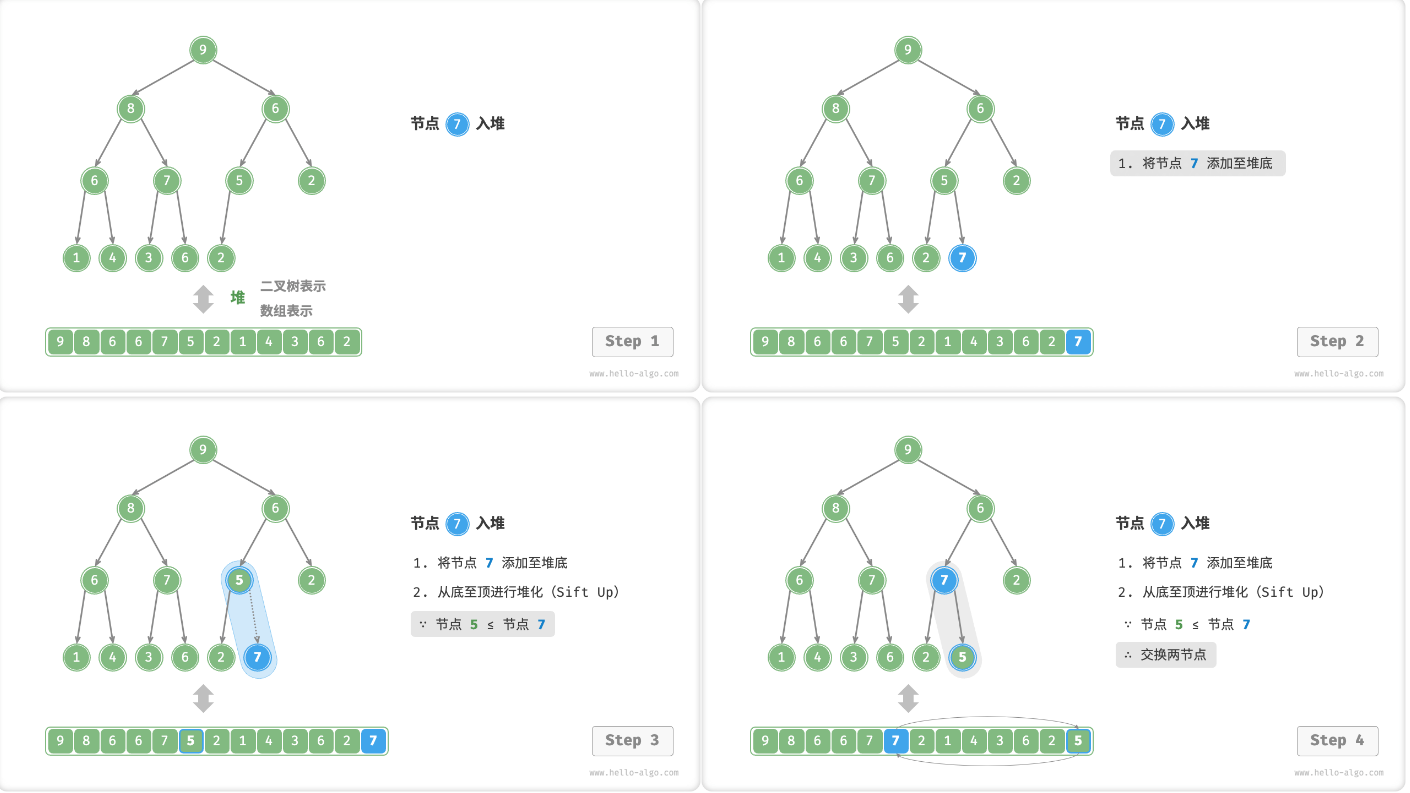 9
8 6
节点 7 入堆
6 7 5 2
1 4 3 6 2
堆
二叉树表示
数组表示
9 8 6 6 7 5 2 1 4 3 6 2
Step 1
www.hello-algo.com
9
8 6
节点 7 入堆
1. 将节点 7 添加至堆底
6 7 5 2
1 4 3 6 2 7
9 8 6 6 7 5 2 1 4 3 6 2 7
Step 2
www.hello-algo.com
9
8 6
节点 7 入堆
1. 将节点 7 添加至堆底
6 7 5 2
2. 从底至顶进行堆化（Sift Up）
∵ 节点 5 ≤ 节点 7
1 4 3 6 2 7
9 8 6 6 7 5 2 1 4 3 6 2 7
Step 3
www.hello-algo.com
9
8 6
节点 7 入堆
1. 将节点 7 添加至堆底
6 7 7 2
2. 从底至顶进行堆化（Sift Up）
∵ 节点 5 ≤ 节点 7
∴ 交换两节点
1 4 3 6 2 5
9 8 6 6 7 7 2 1 4 3 6 2 5
Step 4
www.hello-algo.com